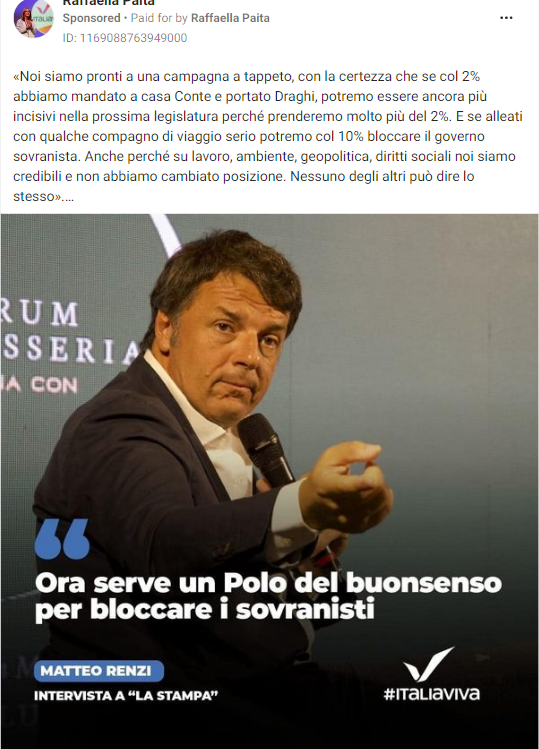 Raffaella Paita
Sponsored • Paid for by Raffaella Paita
ID: 1169088763949000
«Noi siamo pronti a una campagna a tappeto, con la certezza che se col 2%
abbiamo mandato a casa Conte e portato Draghi, potremo essere ancora più
incisivi nella prossima legislatura perché prenderemo molto più del 2%. E se alleati
con qualche compagno di viaggio serio potremo col 10% bloccare il governo
sovranista. Anche perché su lavoro, ambiente, geopolitica, diritti sociali noi siamo
credibili e non abbiamo cambiato posizione. Nessuno degli altri può dire lo
stesso»....
RUM
SSERIA
IA CON
“
Ora serve un Polo del buonsenso
per bloccare i sovranisti
MATTEO RENZI
INTERVISTA A “LA STAMPA”
#ITALIAVIVA